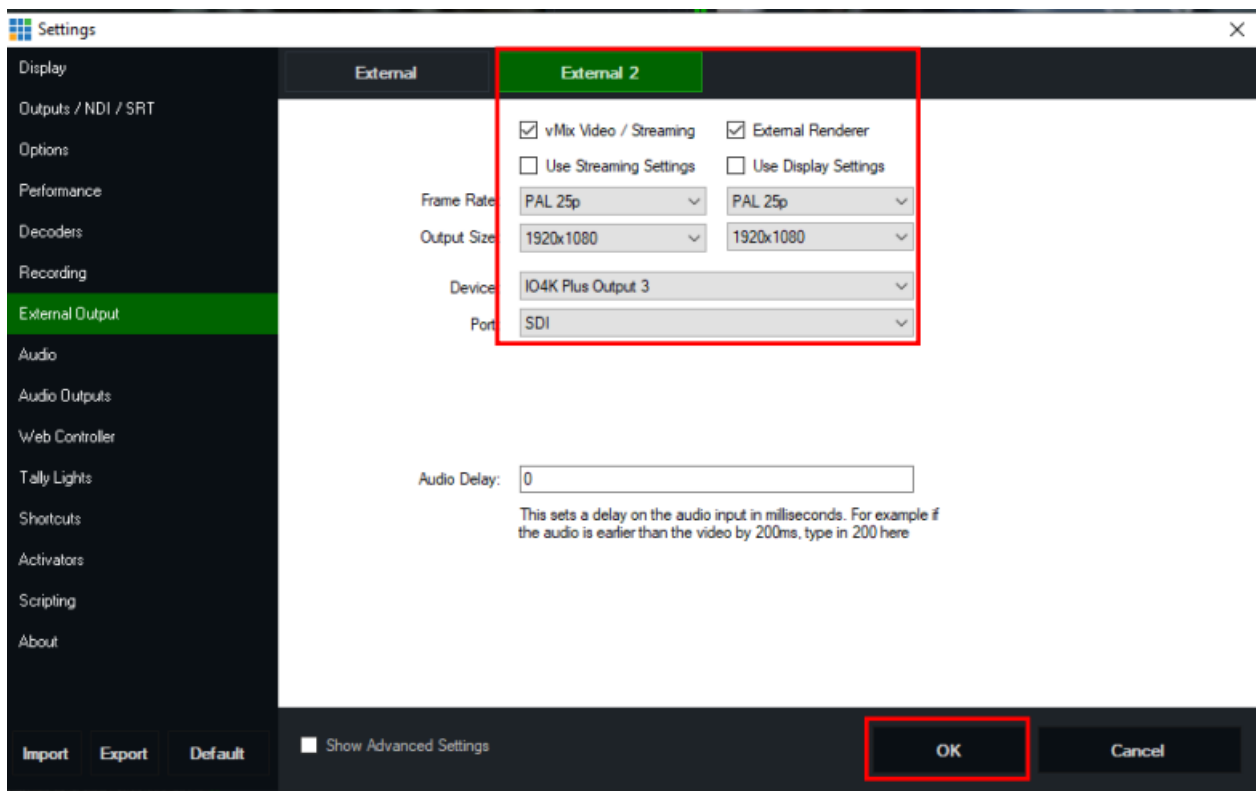 Settings
Display
Outputs / NDI / SRT
Options
Performance
Decoders
Recording
External Output
Audio
Audio Outputs
Web Controller
Tally Lights
Shortcuts
Activators
Scripting
About
Import Export Default
External External 2
vMix Video / Streaming External Renderer
Use Streaming Settings Use Display Settings
Frame Rate PAL 25p PAL 25p
Output Size 1920x1080 1920x1080
Device IO4K Plus Output 3
Port SDI
Audio Delay: 0
This sets a delay on the audio input in milliseconds. For example if
the audio is earlier than the video by 200ms, type in 200 here
Show Advanced Settings
OK Cancel